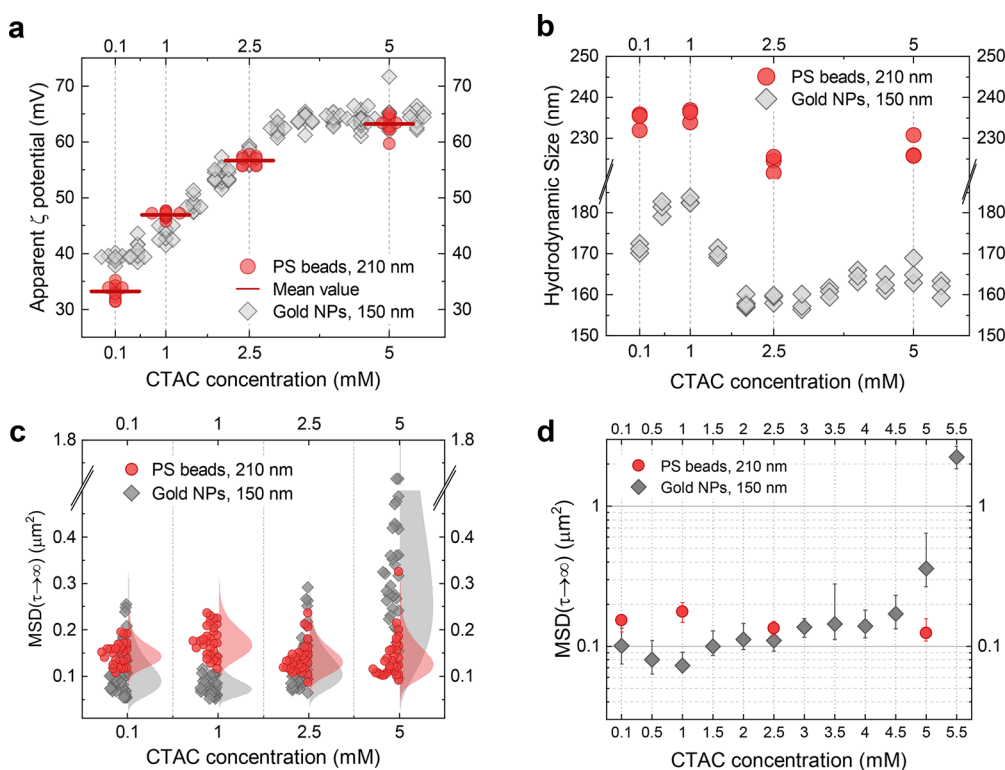 a
0.1 1 2.5 5
70 70
60 60
50 50
40 40
30 30
Apparent ζ potential (mV)
PS beads, 210 nm
Mean value
Gold NPs, 150 nm
0.1 1 2.5 5
CTAC concentration (mM)
b
0.1 1 2.5 5
250 250
240 240
230 230
180 180
170 170
160 160
150 150
Hydrodynamic Size (nm)
PS beads, 210 nm
Gold NPs, 150 nm
0.1 1 2.5 5
CTAC concentration (mM)
c
0.1 1 2.5 5
1.8 1.8
0.4 0.4
0.3 0.3
0.2 0.2
0.1 0.1
MSD(τ→∞) (μm²)
PS beads, 210 nm
Gold NPs, 150 nm
0.1 1 2.5 5
CTAC concentration (mM)
d
0.1 0.5 1 1.5 2 2.5 3 3.5 4 4.5 5 5.5
1 1
0.1 0.1
MSD(τ→∞) (μm²)
PS beads, 210 nm
Gold NPs, 150 nm
0.1 0.5 1 1.5 2 2.5 3 3.5 4 4.5 5 5.5
CTAC concentration (mM)